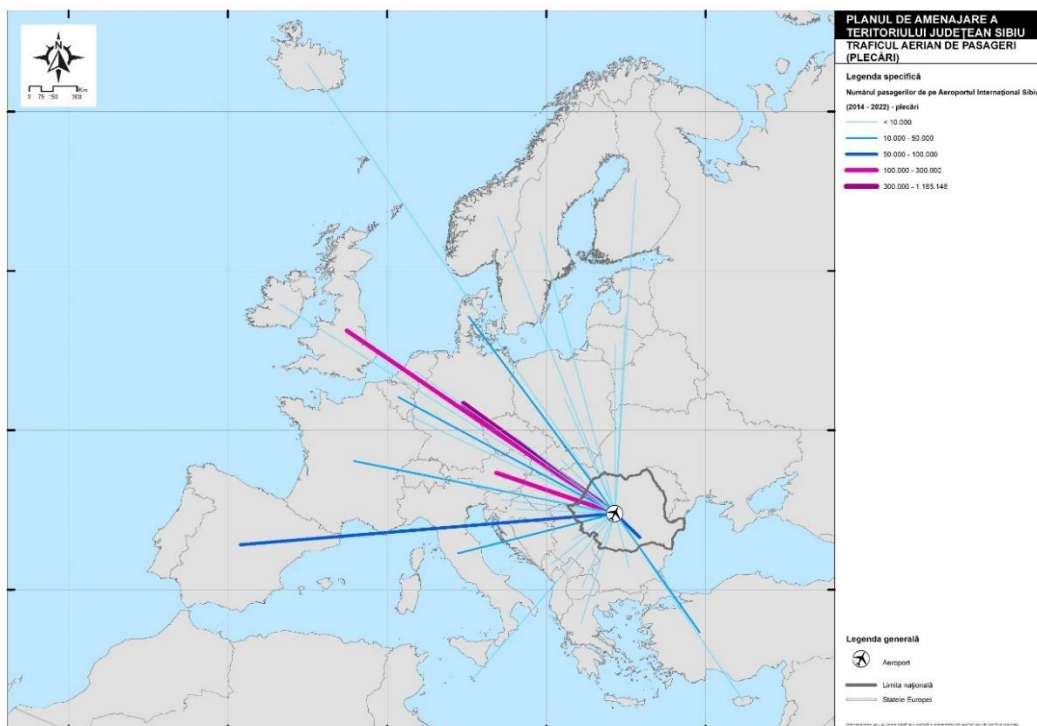 N
Km
0 75 150 300
PLANUL DE AMENAJARE A
TERITORIULUI JUDEȚEAN SIBIU
TRAFICUL AERIAN DE PASAGERI
(PLECĂRI)
Legenda specifică
Numărul pasagerilor de pe Aeroportul Internațional Sibiu
(2014 - 2022) - plecări
< 10.000
10.000 - 50.000
50.000 - 100.000
100.000 - 300.000
300.000 - 1.165.146
Legenda generală
Aeroport
Limita națională
Statele Europei